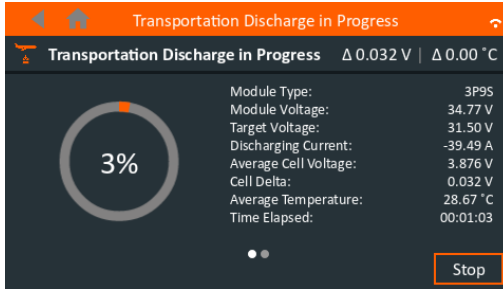 Transportation Discharge in Progress
Transportation Discharge in Progress Δ 0.032 V | Δ 0.00 ˚C
Module Type: 3P9S
Module Voltage: 34.77 V
Target Voltage: 31.50 V
Discharging Current: -39.49 A
Average Cell Voltage: 3.876 V
Cell Delta: 0.032 V
Average Temperature: 28.67 ˚C
Time Elapsed: 00:01:03
3%
Stop